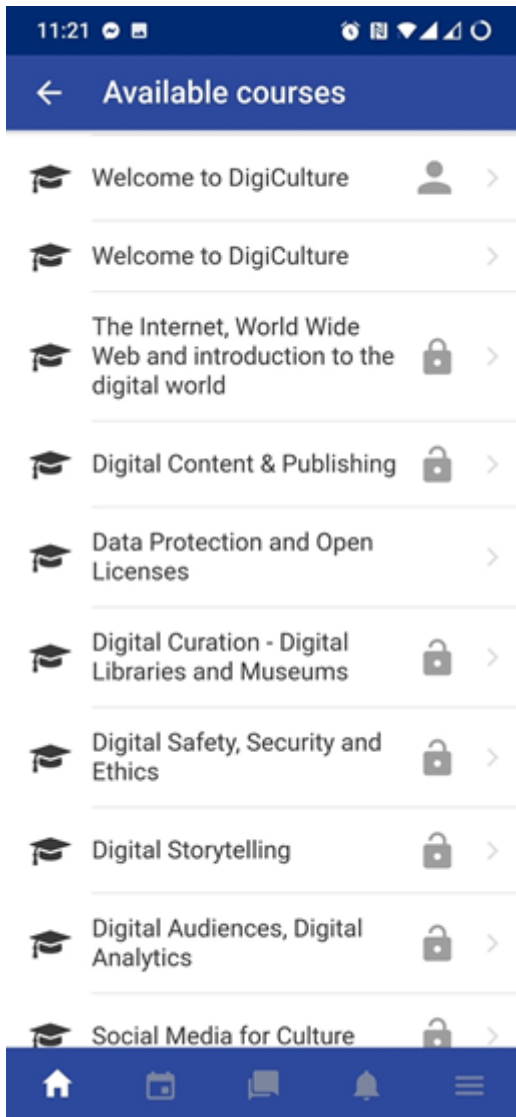 11:21
Available courses
Welcome to DigiCulture
Welcome to DigiCulture
The Internet, World Wide
Web and introduction to the
digital world
Digital Content & Publishing
Data Protection and Open
Licenses
Digital Curation - Digital
Libraries and Museums
Digital Safety, Security and
Ethics
Digital Storytelling
Digital Audiences, Digital
Analytics
Social Media for Culture